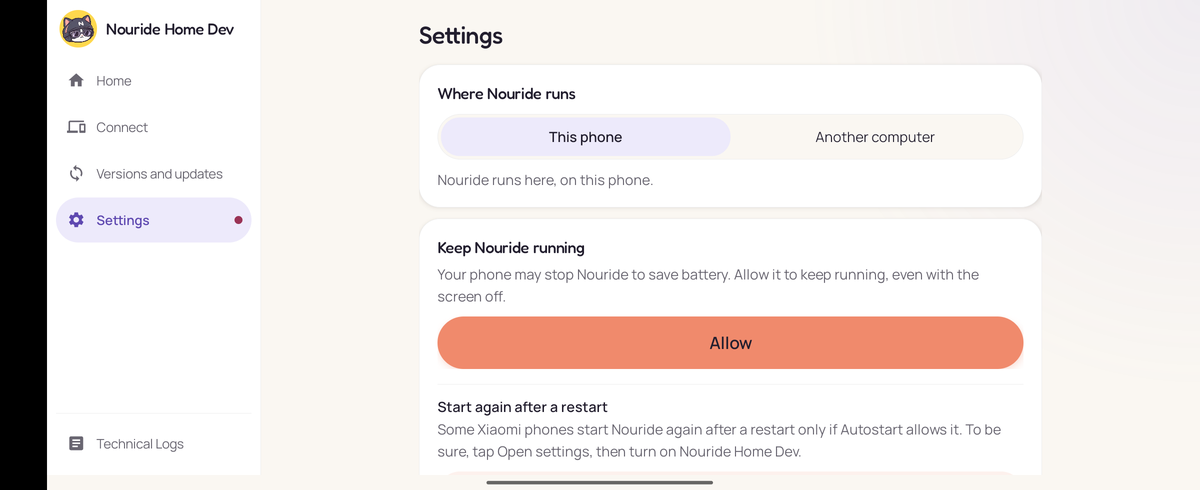 Nouride Home Dev
Home
Connect
Versions and updates
Settings
Technical Logs
Settings
Where Nouride runs
This phone
Another computer
Nouride runs here, on this phone.
Keep Nouride running
Your phone may stop Nouride to save battery. Allow it to keep running, even with the
screen off.
Allow
Start again after a restart
Some Xiaomi phones start Nouride again after a restart only if Autostart allows it. To be
sure, tap Open settings, then turn on Nouride Home Dev.